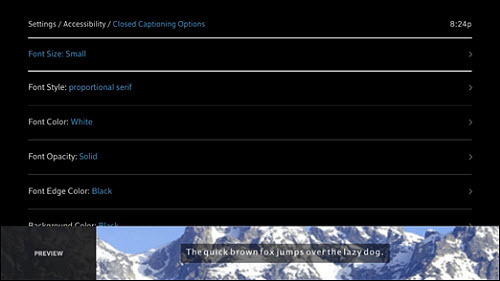 Settings / Accessibility / Closed Captioning Options 8:24p
Font Size: Small
Font Style: proportional serif
Font Color: White
Font Opacity: Solid
Font Edge Color: Black
Background Color: Black
PREVIEW
The quick brown fox jumps over the lazy dog.